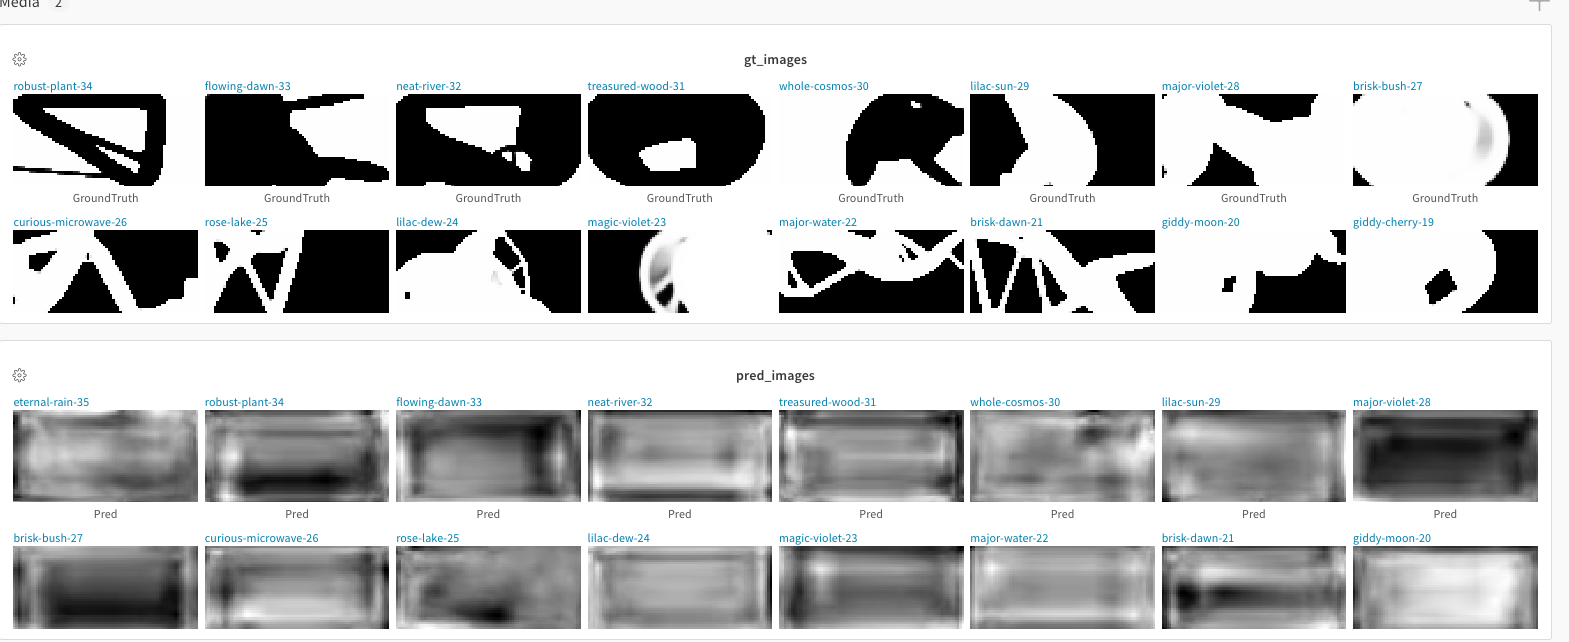 Media 2
gt_images
robust-plant-34 flowing-dawn-33 neat-river-32 treasured-wood-31 whole-cosmos-30 lilac-sun-29 major-violet-28 brisk-bush-27
GroundTruth GroundTruth GroundTruth GroundTruth GroundTruth GroundTruth GroundTruth GroundTruth
curious-microwave-26 rose-lake-25 lilac-dew-24 magic-violet-23 major-water-22 brisk-dawn-21 giddy-moon-20 giddy-cherry-19
pred_images
eternal-rain-35 robust-plant-34 flowing-dawn-33 neat-river-32 treasured-wood-31 whole-cosmos-30 lilac-sun-29 major-violet-28
Pred Pred Pred Pred Pred Pred Pred Pred
brisk-bush-27 curious-microwave-26 rose-lake-25 lilac-dew-24 magic-violet-23 major-water-22 brisk-dawn-21 giddy-moon-20